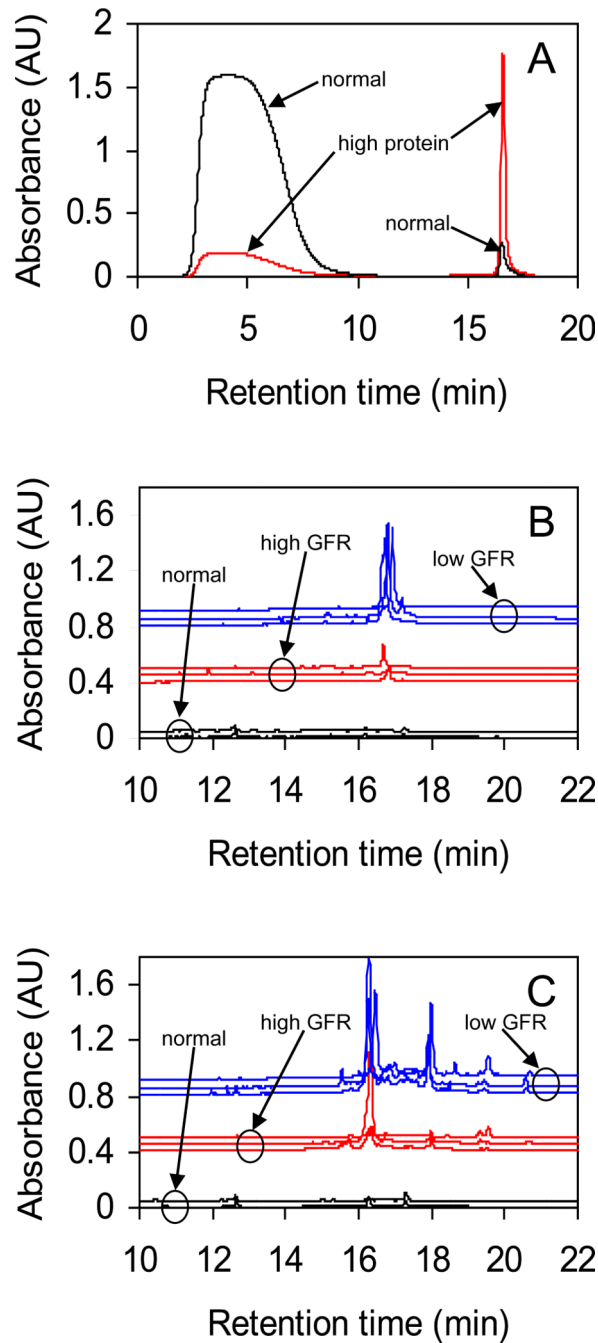 2
A
1.5
normal
high protein
1
0.5
normal
0
0 5 10 15 20
Absorbance (AU)
Retention time (min)
1.6
B
high GFR
low GFR
normal
1.2
0.8
0.4
0
10 12 14 16 18 20 22
Absorbance (AU)
Retention time (min)
1.6
C
high GFR
low GFR
normal
1.2
0.8
0.4
0
10 12 14 16 18 20 22
Absorbance (AU)
Retention time (min)